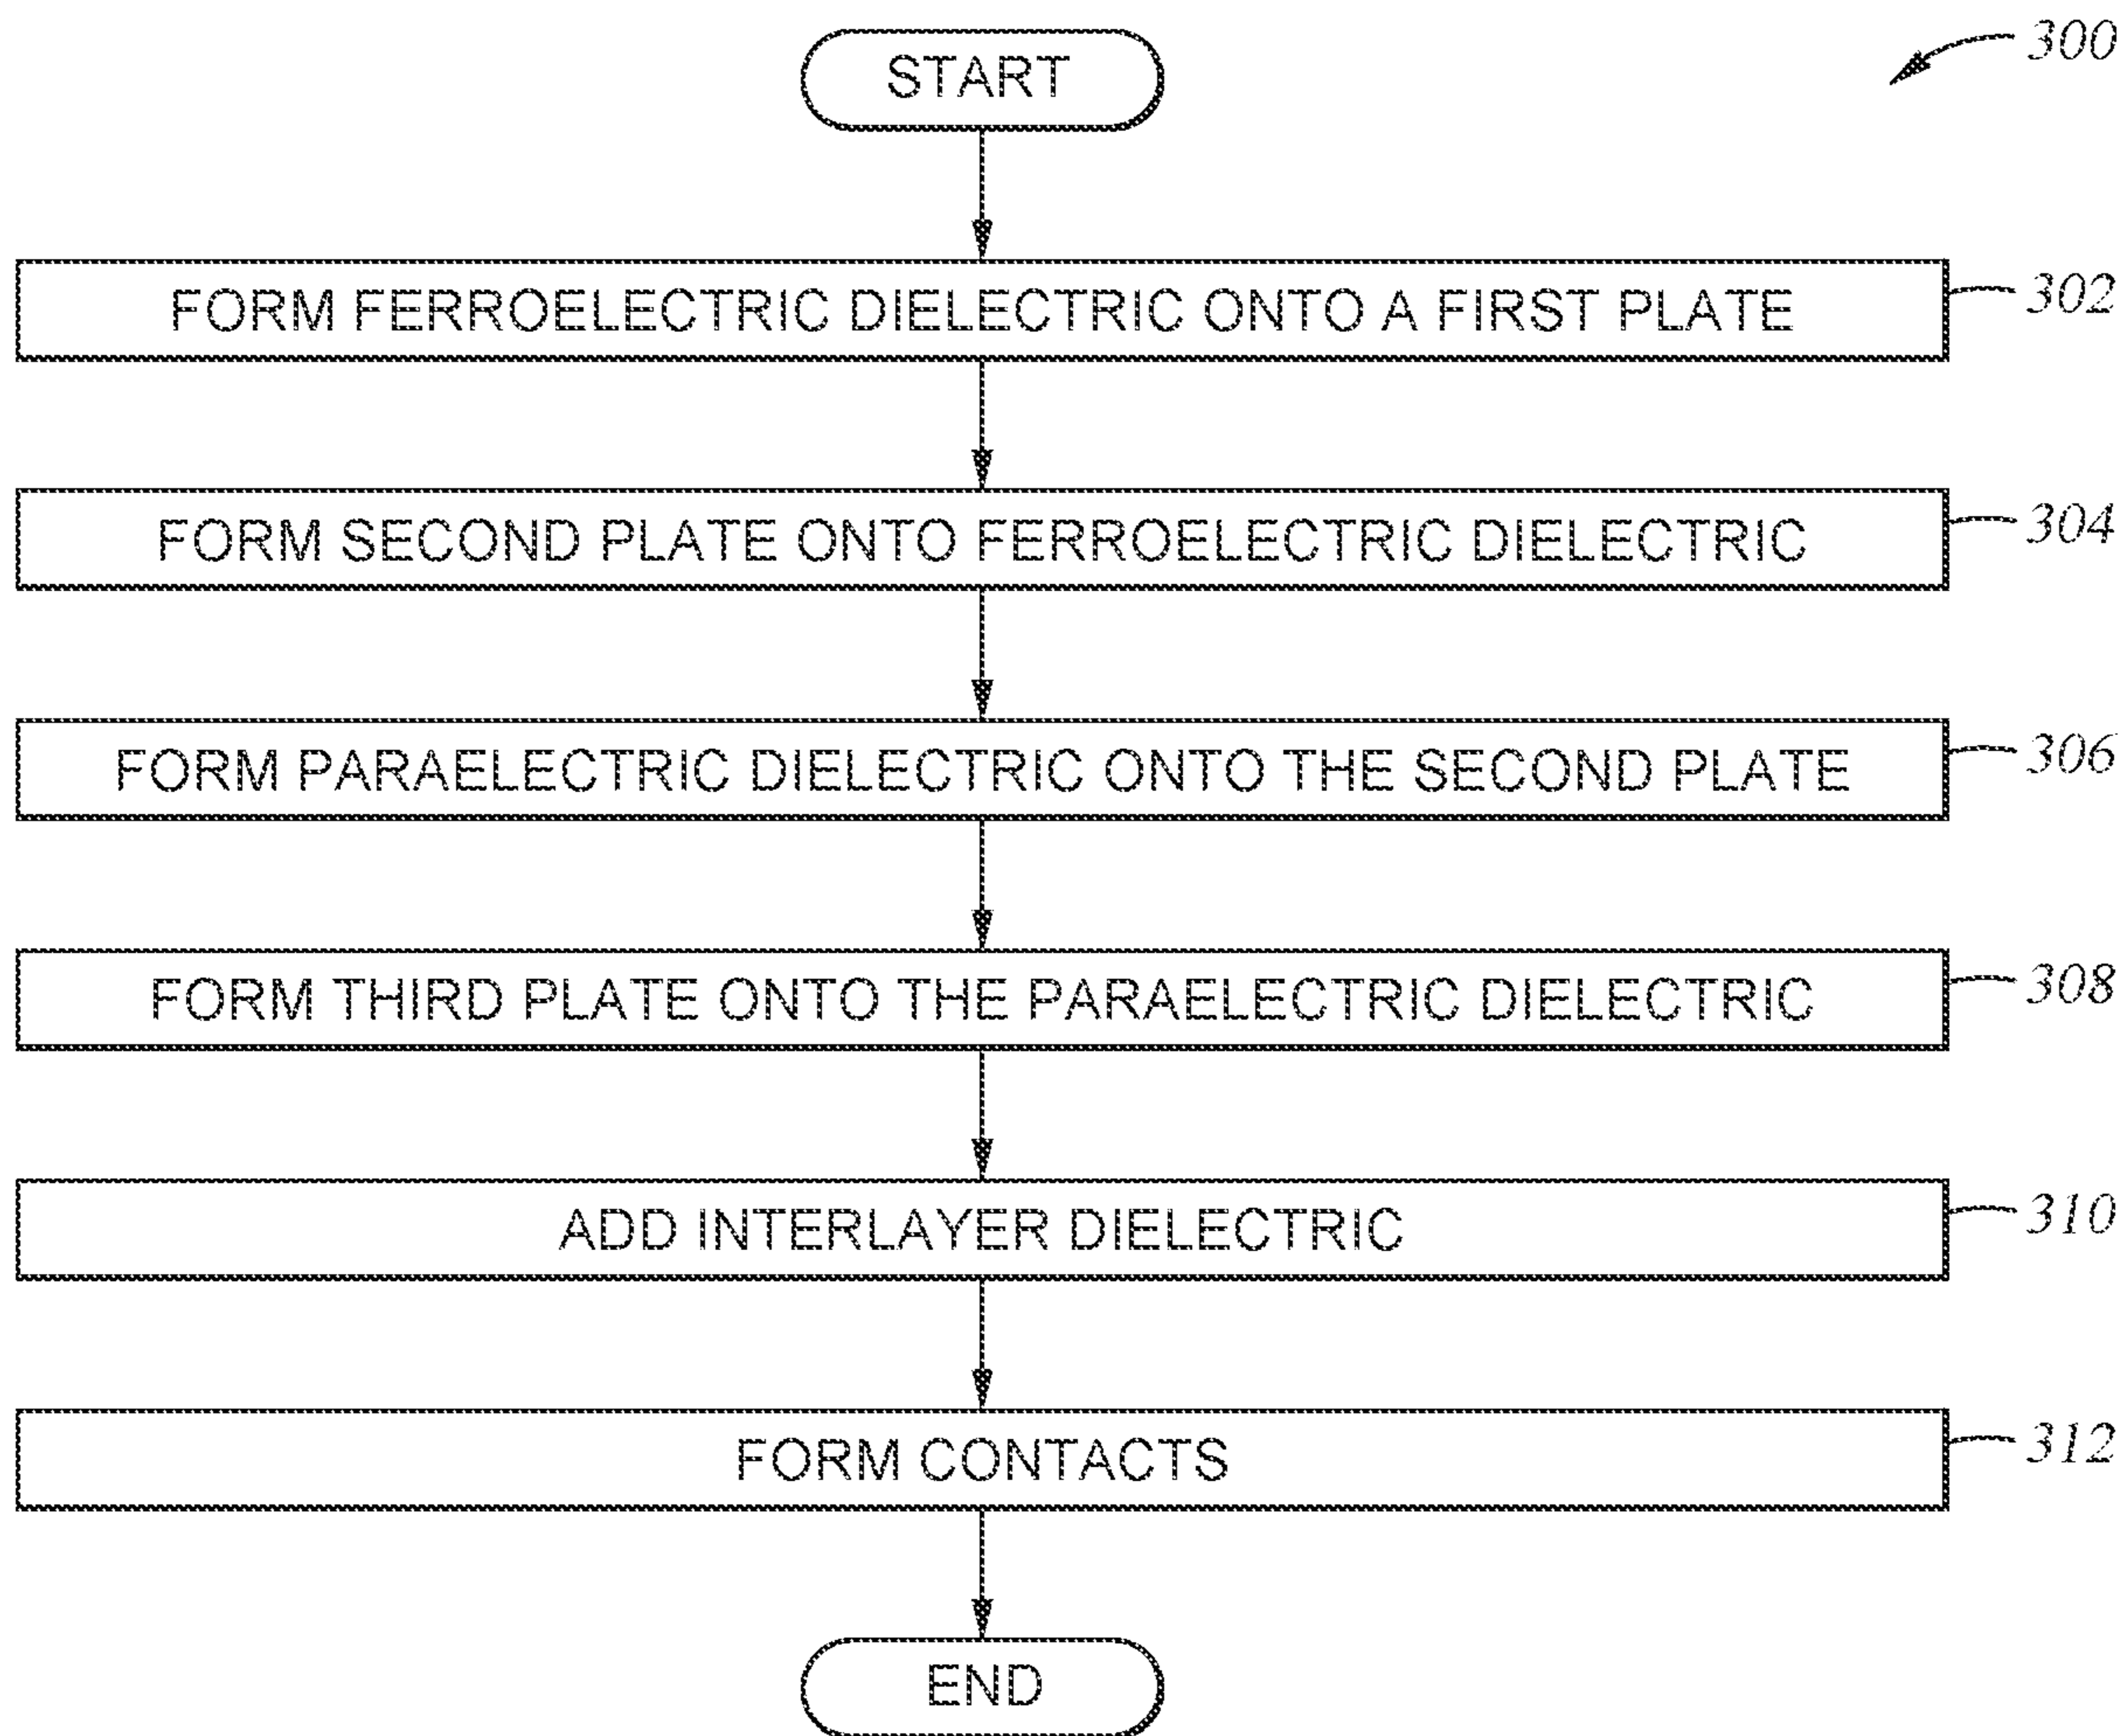 START
300
FORM FERROELECTRIC DIELECTRIC ONTO A FIRST PLATE
302
FORM SECOND PLATE ONTO FERROELECTRIC DIELECTRIC
304
FORM PARAELECTRIC DIELECTRIC ONTO THE SECOND PLATE
306
FORM THIRD PLATE ONTO THE PARAELECTRIC DIELECTRIC
308
ADD INTERLAYER DIELECTRIC
310
FORM CONTACTS
312
END